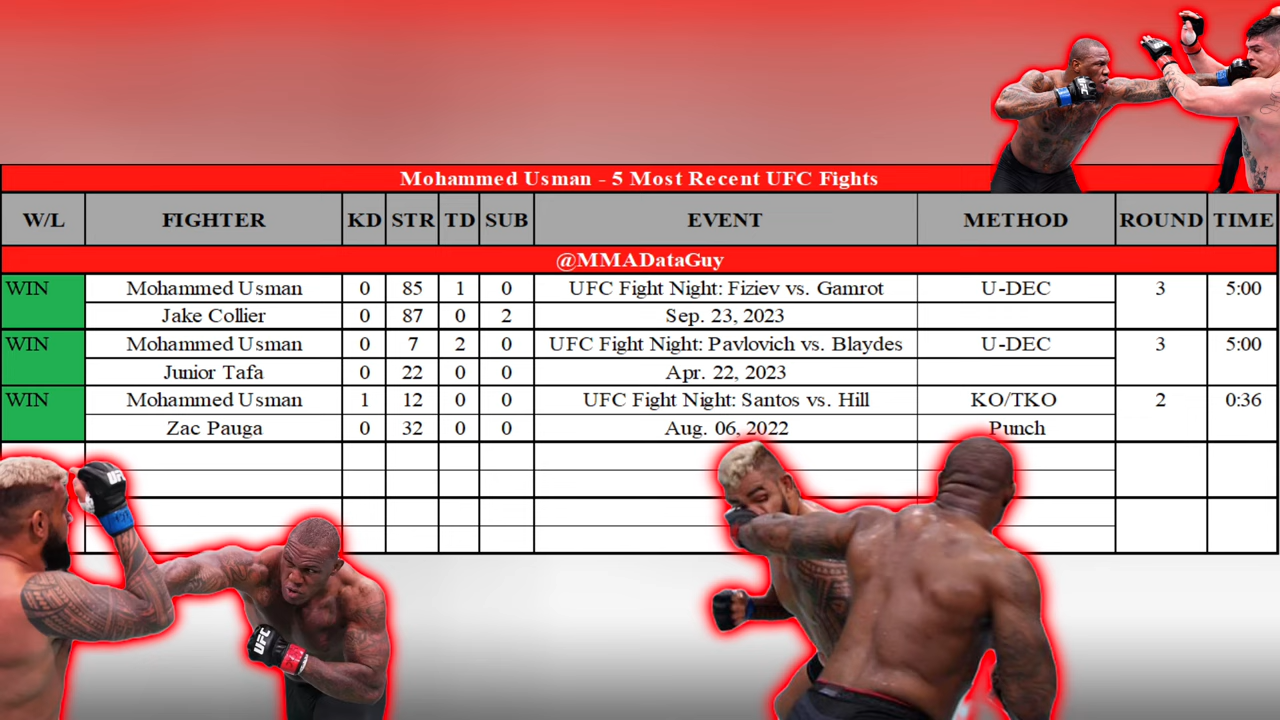 Mohammed Usman - 5 Most Recent UFC Fights
W/L FIGHTER KD STR TD SUB EVENT METHOD ROUND TIME
@MMADataGuy
WIN Mohammed Usman 0 85 1 0 UFC Fight Night: Fiziev vs. Gamrot U-DEC 3 5:00
Jake Collier 0 87 0 2 Sep. 23, 2023
WIN Mohammed Usman 0 7 2 0 UFC Fight Night: Pavlovich vs. Blaydes U-DEC 3 5:00
Junior Tafa 0 22 0 0 Apr. 22, 2023
WIN Mohammed Usman 1 12 0 0 UFC Fight Night: Santos vs. Hill KO/TKO 2 0:36
Zac Pauga 0 32 0 0 Aug. 06, 2022 Punch
UFC
UFC
UFC